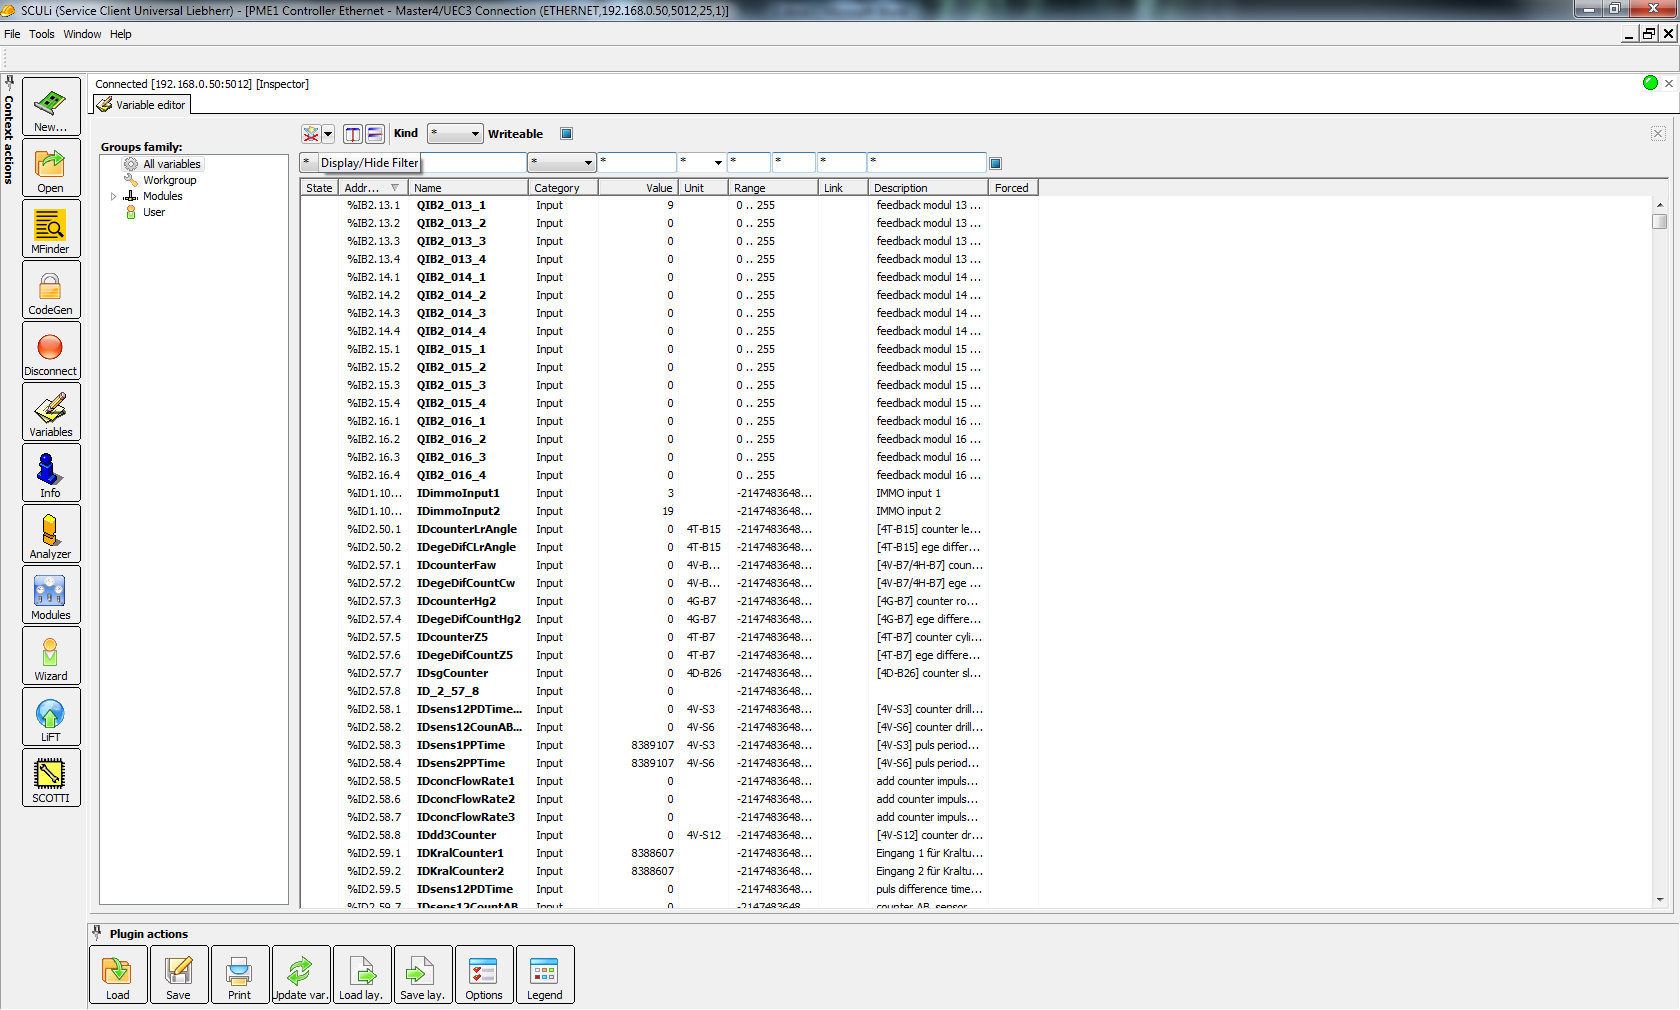 SCULi (Service Client Universal Liebherr) - [PME1 Controller Ethernet - Master4/UEC3 Connection (ETHERNET,192.168.0.50,5012,25,1)]
File Tools Window Help
Context actions
New...
Open
MFinder
CodeGen
Disconnect
Variables
Info
Analyzer
Modules
Wizard
LiFT
SCOTTI
Connected [192.168.0.50:5012] [Inspector]
Variable editor
Groups family:
All variables
Workgroup
Modules
User
Kind * Writeable
* Display/Hide Filter * * * * * * *
State Addr... Name Category Value Unit Range Link Description Forced
%IB2.13.1 QIB2_013_1 Input 9 0 .. 255 feedback modul 13 ...
%IB2.13.2 QIB2_013_2 Input 0 0 .. 255 feedback modul 13 ...
%IB2.13.3 QIB2_013_3 Input 0 0 .. 255 feedback modul 13 ...
%IB2.13.4 QIB2_013_4 Input 0 0 .. 255 feedback modul 13 ...
%IB2.14.1 QIB2_014_1 Input 0 0 .. 255 feedback modul 14 ...
%IB2.14.2 QIB2_014_2 Input 0 0 .. 255 feedback modul 14 ...
%IB2.14.3 QIB2_014_3 Input 0 0 .. 255 feedback modul 14 ...
%IB2.14.4 QIB2_014_4 Input 0 0 .. 255 feedback modul 14 ...
%IB2.15.1 QIB2_015_1 Input 0 0 .. 255 feedback modul 15 ...
%IB2.15.2 QIB2_015_2 Input 0 0 .. 255 feedback modul 15 ...
%IB2.15.3 QIB2_015_3 Input 0 0 .. 255 feedback modul 15 ...
%IB2.15.4 QIB2_015_4 Input 0 0 .. 255 feedback modul 15 ...
%IB2.16.1 QIB2_016_1 Input 0 0 .. 255 feedback modul 16 ...
%IB2.16.2 QIB2_016_2 Input 0 0 .. 255 feedback modul 16 ...
%IB2.16.3 QIB2_016_3 Input 0 0 .. 255 feedback modul 16 ...
%IB2.16.4 QIB2_016_4 Input 0 0 .. 255 feedback modul 16 ...
%ID1.10... IDimmoInput1 Input 3 -2147483648... IMMO input 1
%ID1.10... IDimmoInput2 Input 19 -2147483648... IMMO input 2
%ID2.50.1 IDcounterLrAngle Input 0 4T-B15 -2147483648... [4T-B15] counter le...
%ID2.50.2 IDegeDifCLrAngle Input 0 4T-B15 -2147483648... [4T-B15] ege differ...
%ID2.57.1 IDcounterFaw Input 0 4V-B... -2147483648... [4V-B7/4H-B7] coun...
%ID2.57.2 IDegeDifCountCw Input 0 4V-B... -2147483648... [4V-B7/4H-B7] ege ...
%ID2.57.3 IDcounterHg2 Input 0 4G-B7 -2147483648... [4G-B7] counter ro...
%ID2.57.4 IDegeDifCountHg2 Input 0 4G-B7 -2147483648... [4G-B7] ege differe...
%ID2.57.5 IDcounterZ5 Input 0 4T-B7 -2147483648... [4T-B7] counter cyli...
%ID2.57.6 IDegeDifCountZ5 Input 0 4T-B7 -2147483648... [4T-B7] ege differe...
%ID2.57.7 IDsgCounter Input 0 4D-B26 -2147483648... [4D-B26] counter sl...
%ID2.57.8 ID_2_57_8 Input 0 -2147483648...
%ID2.58.1 IDsens12PDTime... Input 0 4V-S3 -2147483648... [4V-S3] counter drill...
%ID2.58.2 IDsens12CounAB... Input 0 4V-S6 -2147483648... [4V-S6] counter drill...
%ID2.58.3 IDsens1PPTime Input 8389107 4V-S3 -2147483648... [4V-S3] puls period...
%ID2.58.4 IDsens2PPTime Input 8389107 4V-S6 -2147483648... [4V-S6] puls period...
%ID2.58.5 IDconcFlowRate1 Input 0 -2147483648... add counter impuls...
%ID2.58.6 IDconcFlowRate2 Input 0 -2147483648... add counter impuls...
%ID2.58.7 IDconcFlowRate3 Input 0 -2147483648... add counter impuls...
%ID2.58.8 IDdd3Counter Input 0 4V-S12 -2147483648... [4V-S12] counter dr...
%ID2.59.1 IDKralCounter1 Input 8388607 -2147483648... Eingang 1 für Kraltu...
%ID2.59.2 IDKralCounter2 Input 8388607 -2147483648... Eingang 2 für Kraltu...
%ID2.59.5 IDsens12PDTime Input 0 -2147483648... puls difference time...
%ID2.59.7 IDsens12CountAB Input 0 -2147483648... counter AB, sensor...
Plugin actions
Load Save Print Update var. Load lay. Save lay. Options Legend